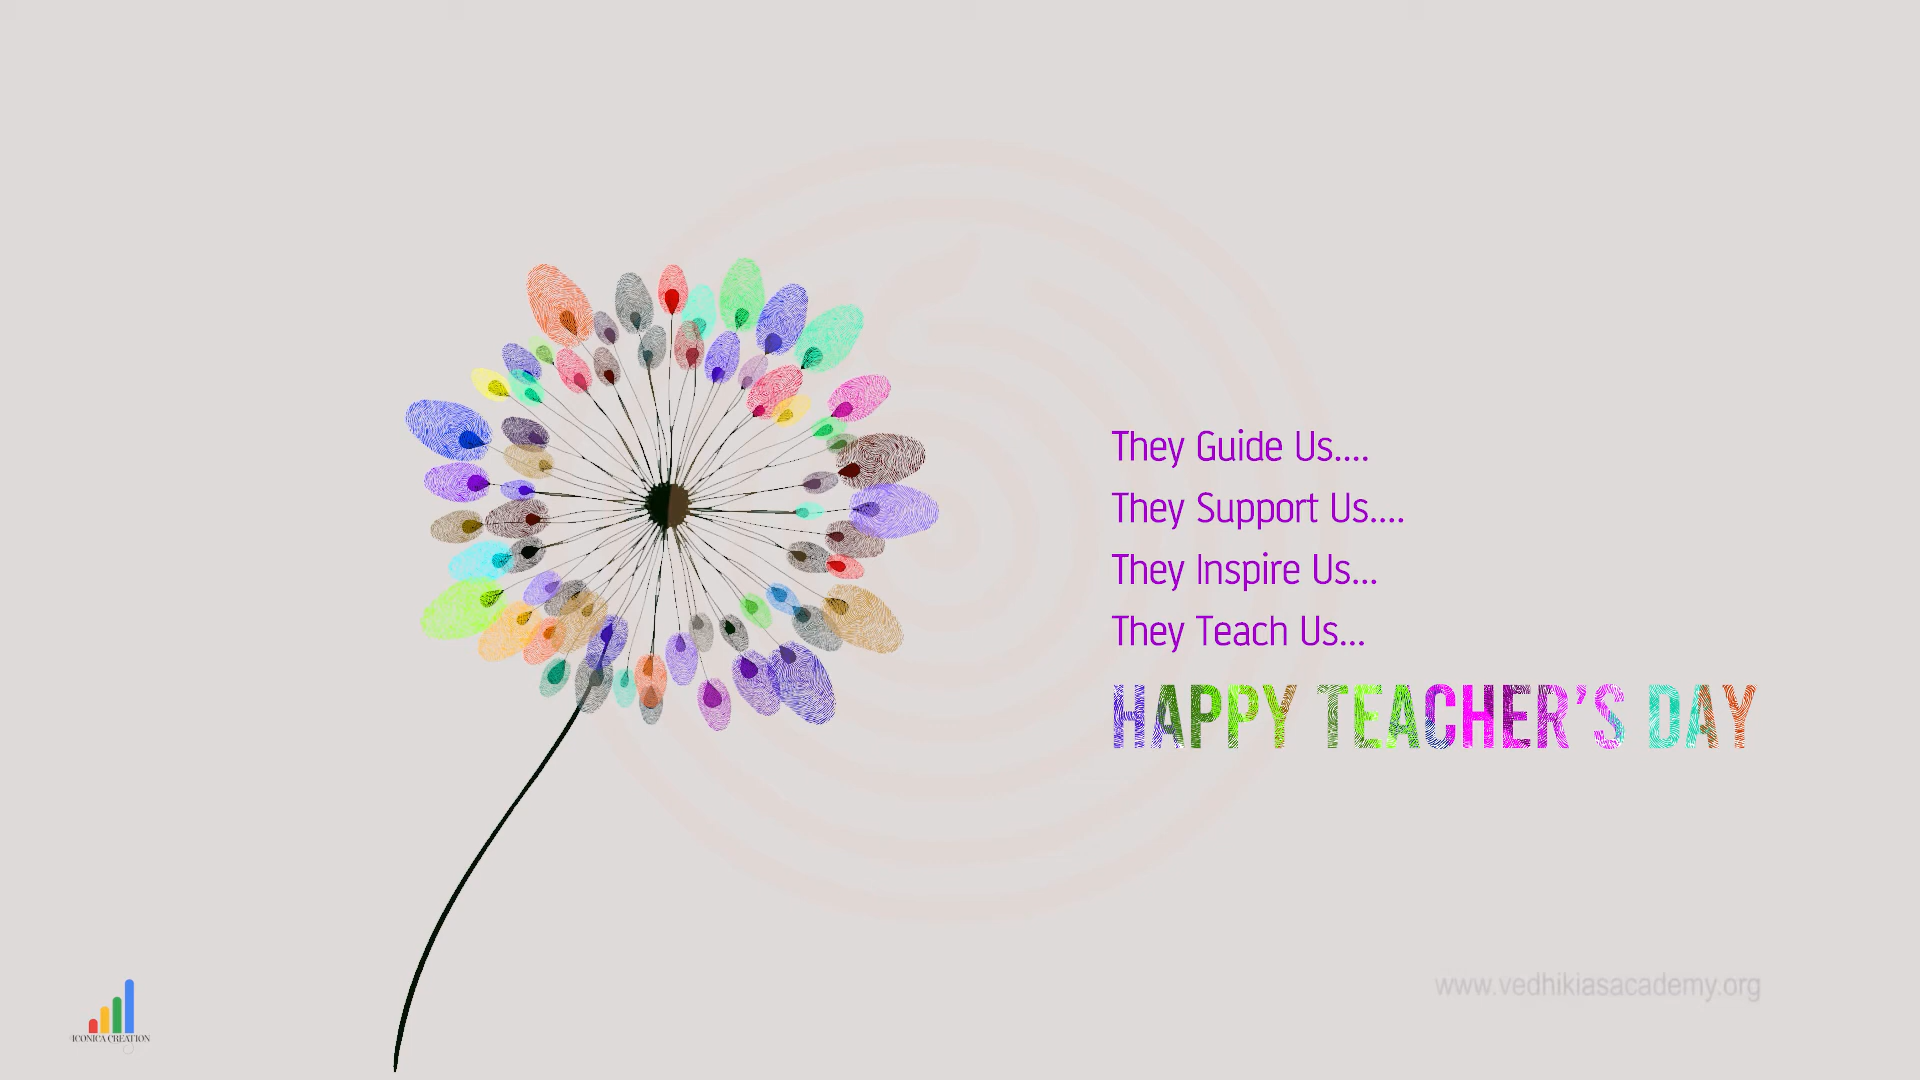 They Guide Us....
They Support Us....
They Inspire Us...
They Teach Us...
HAPPY TEACHER'S DAY
www.vedhikiasacademy.org
ICONICA CREATION